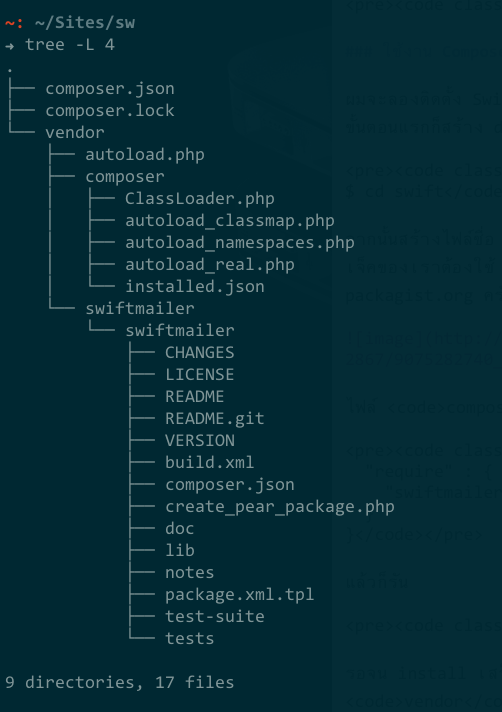 ~: ~/Sites/sw
→ tree -L 4
.
├── composer.json
├── composer.lock
└── vendor
    ├── autoload.php
    ├── composer
    │   ├── ClassLoader.php
    │   ├── autoload_classmap.php
    │   ├── autoload_namespaces.php
    │   ├── autoload_real.php
    │   └── installed.json
    └── swiftmailer
        └── swiftmailer
            ├── CHANGES
            ├── LICENSE
            ├── README
            ├── README.git
            ├── VERSION
            ├── build.xml
            ├── composer.json
            ├── create_pear_package.php
            ├── doc
            ├── lib
            ├── notes
            ├── package.xml.tpl
            ├── test-suite
            └── tests

9 directories, 17 files